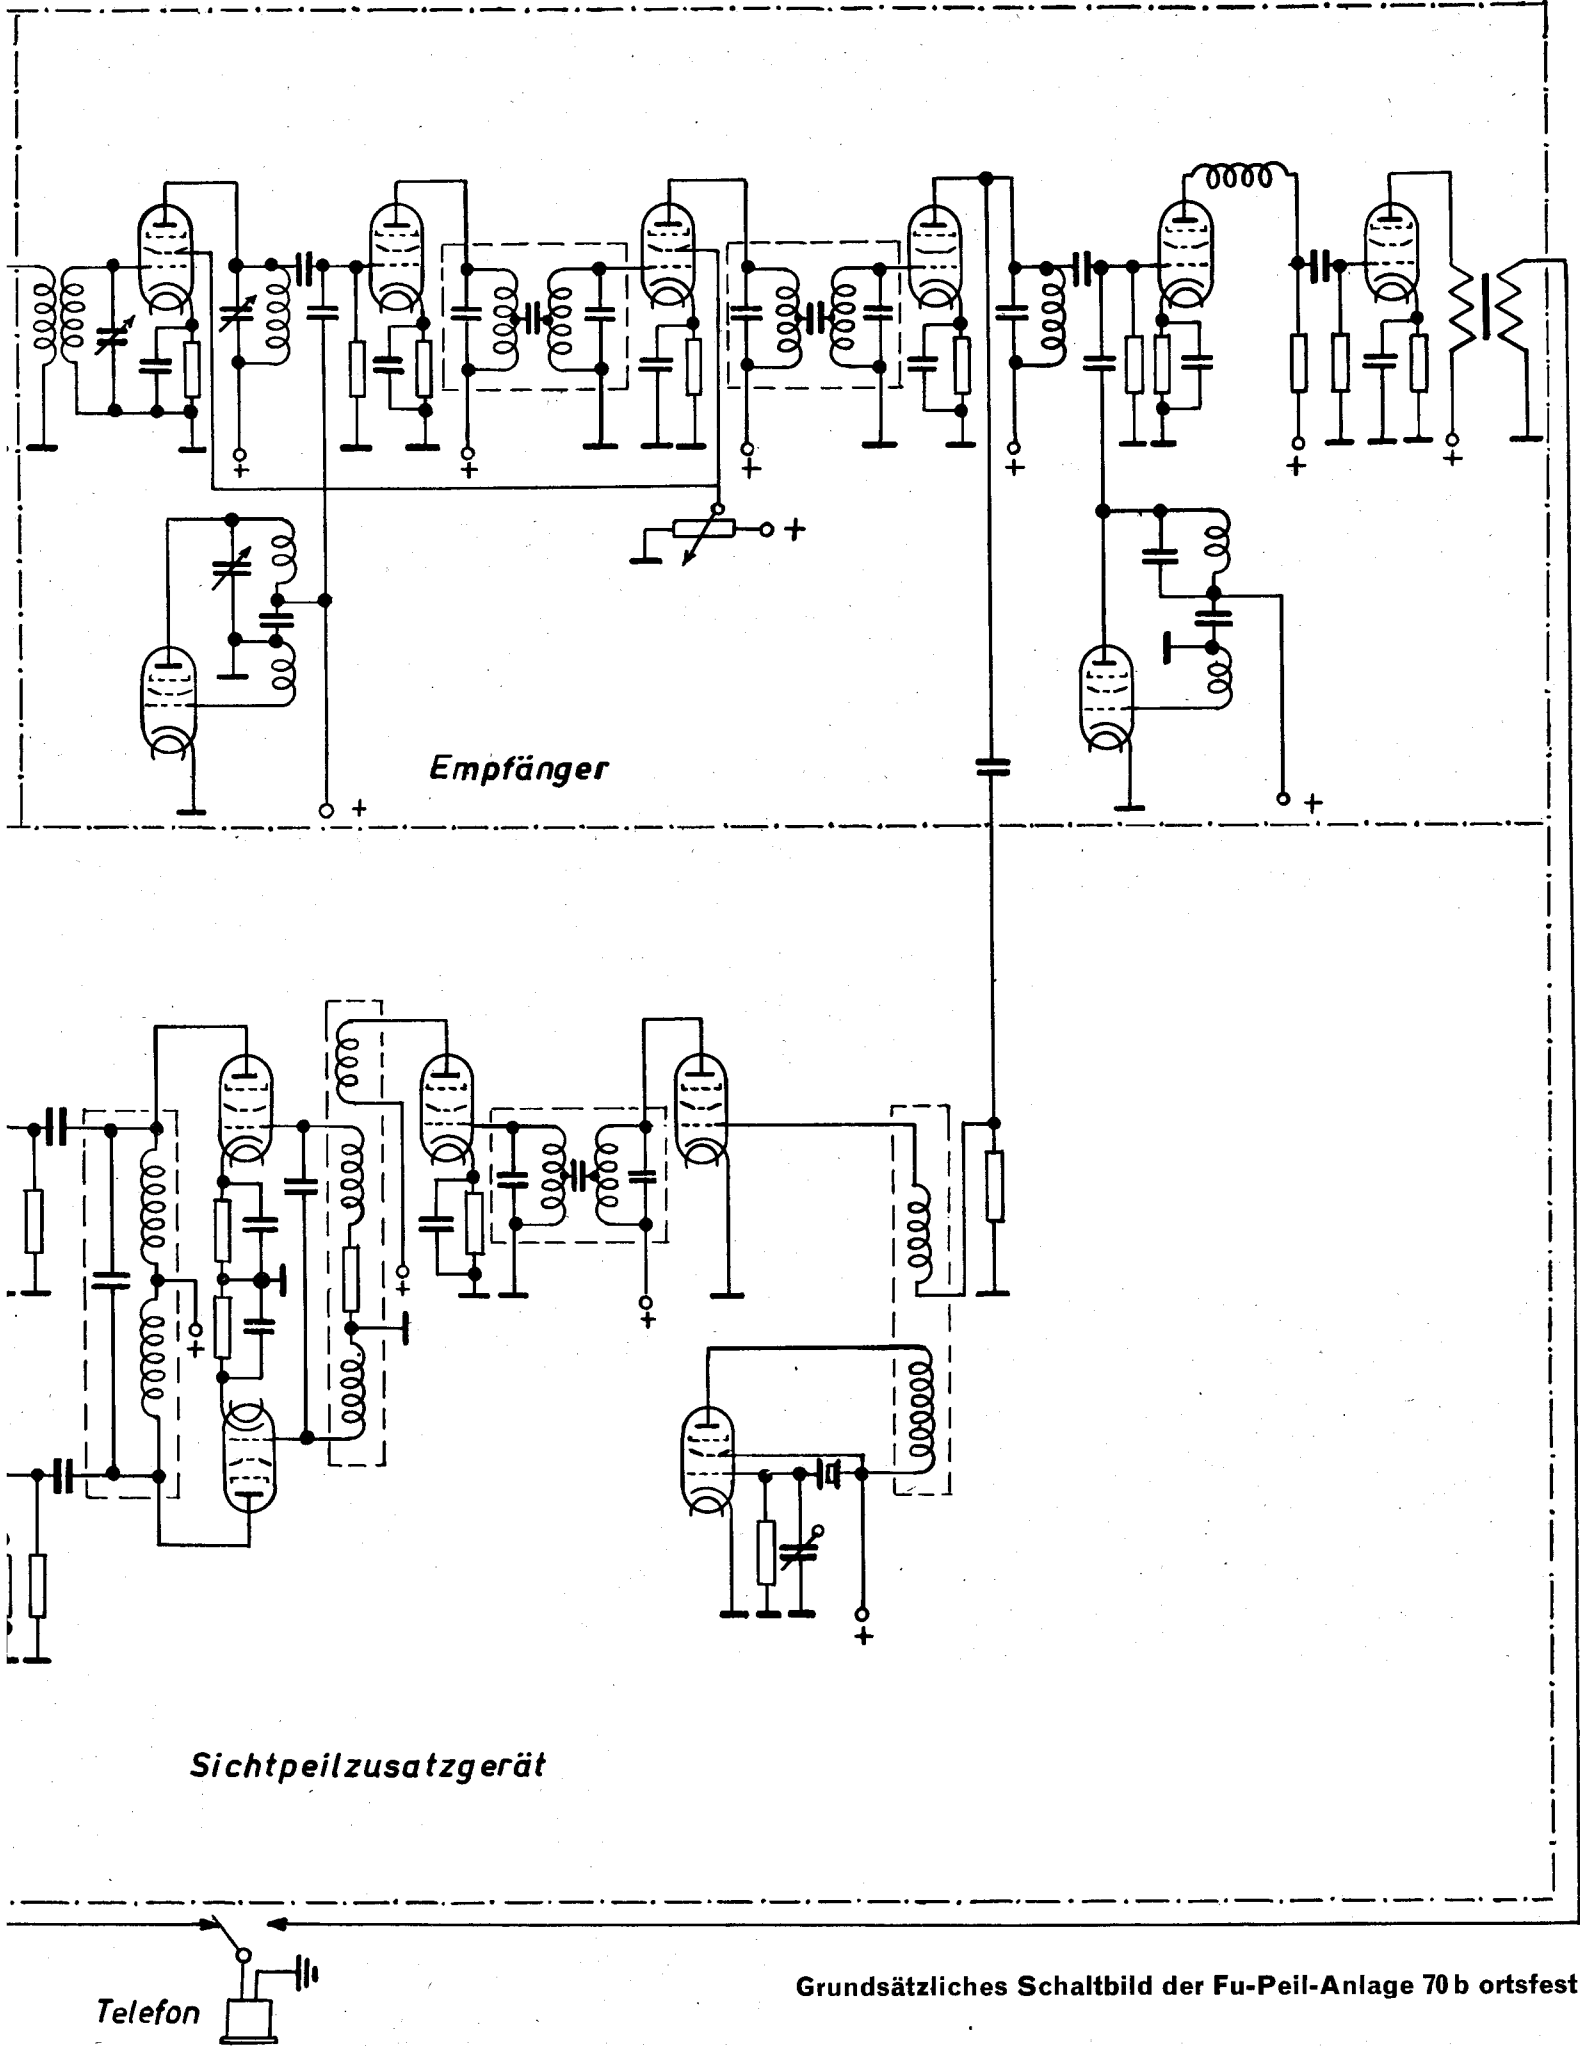 Empfänger
Sichtpeilzusatzgerät
Telefon
Grundsätzliches Schaltbild der Fu-Peil-Anlage 70 b ortsfest